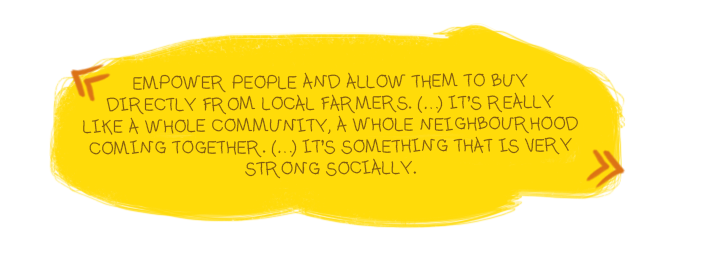 « EMPOWER PEOPLE AND ALLOW THEM TO BUY
DIRECTLY FROM LOCAL FARMERS. (...) IT'S REALLY
LIKE A WHOLE COMMUNITY, A WHOLE NEIGHBOURHOOD
COMING TOGETHER. (...) IT'S SOMETHING THAT IS VERY
STRONG SOCIALLY. »